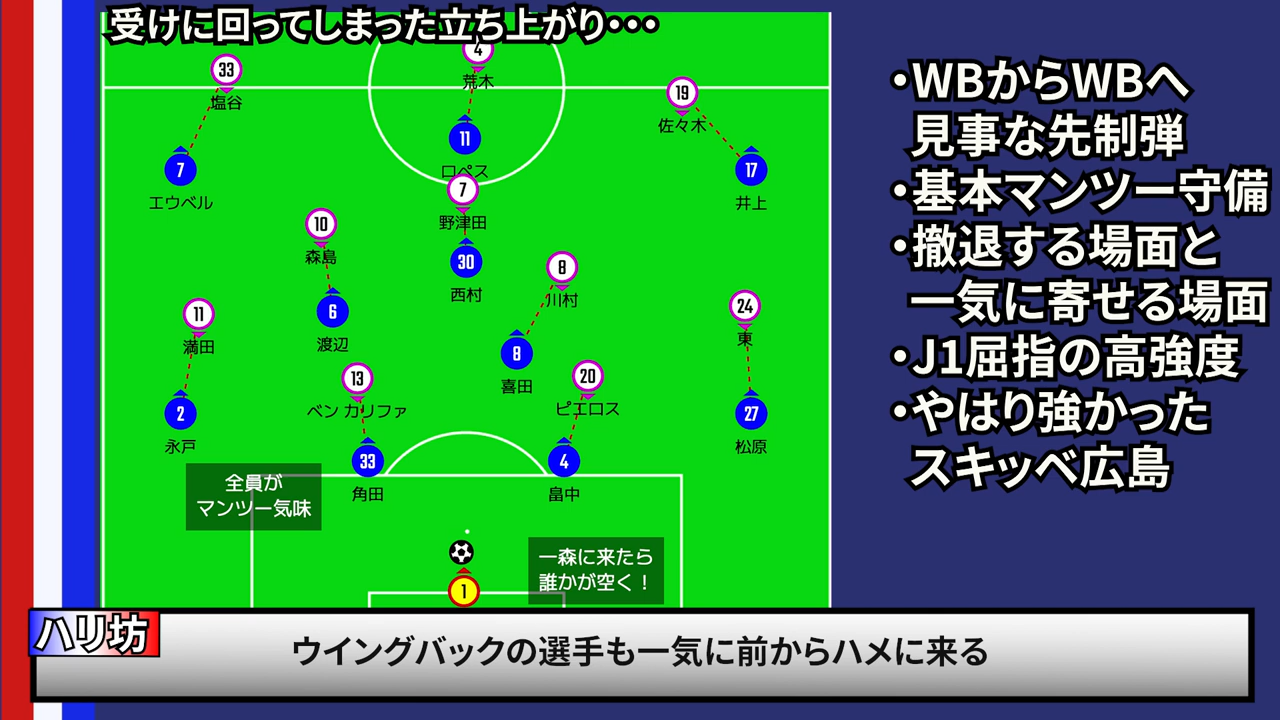 受けに回ってしまった立ち上がり・・・
4
荒木
33
塩谷
19
佐々木
11
ロペス
7
エウベル
17
井上
7
野津田
10
森島
30
西村
8
川村
11
満田
6
渡辺
24
東
8
喜田
13
ベン カリファ
20
ピエロス
2
永戸
27
松原
33
角田
4
畠中
全員が
マンツー気味
一森に来たら
誰かが空く！
1
・WBからWBへ
見事な先制弾
・基本マンツー守備
・撤退する場面と
一気に寄せる場面
・J1屈指の高強度
・やはり強かった
スキッベ広島
ハリ坊
ウイングバックの選手も一気に前からハメに来る